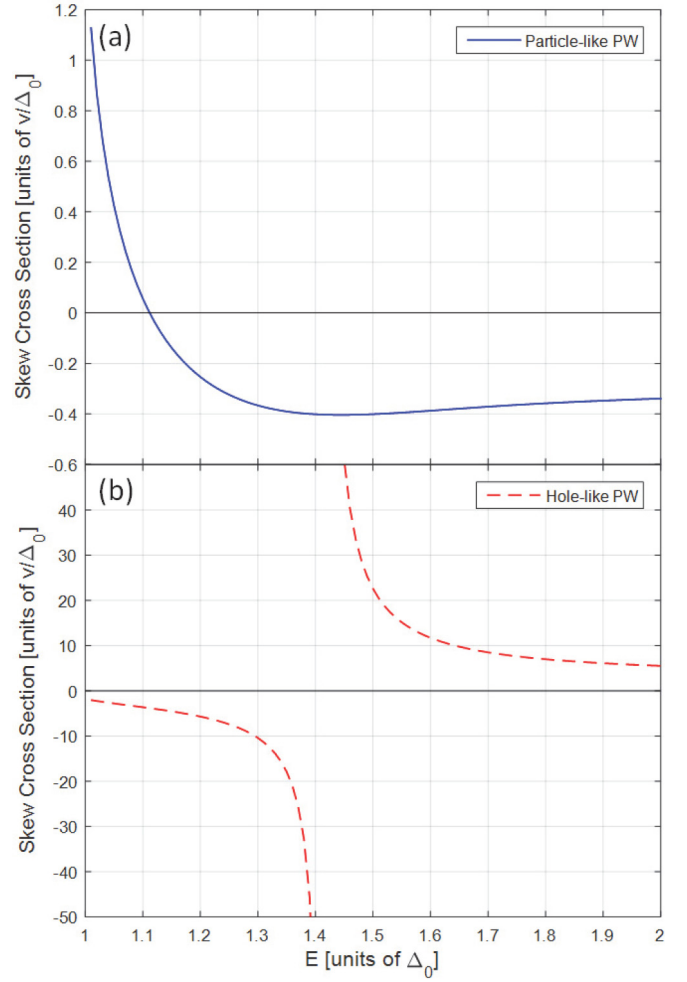 (a)
Particle-like PW
Skew Cross Section [units of v/Δ₀]
1.2
1
0.8
0.6
0.4
0.2
0
-0.2
-0.4
-0.6
(b)
Hole-like PW
Skew Cross Section [units of v/Δ₀]
40
30
20
10
0
-10
-20
-30
-40
-50
1 1.1 1.2 1.3 1.4 1.5 1.6 1.7 1.8 1.9 2
E [units of Δ₀]